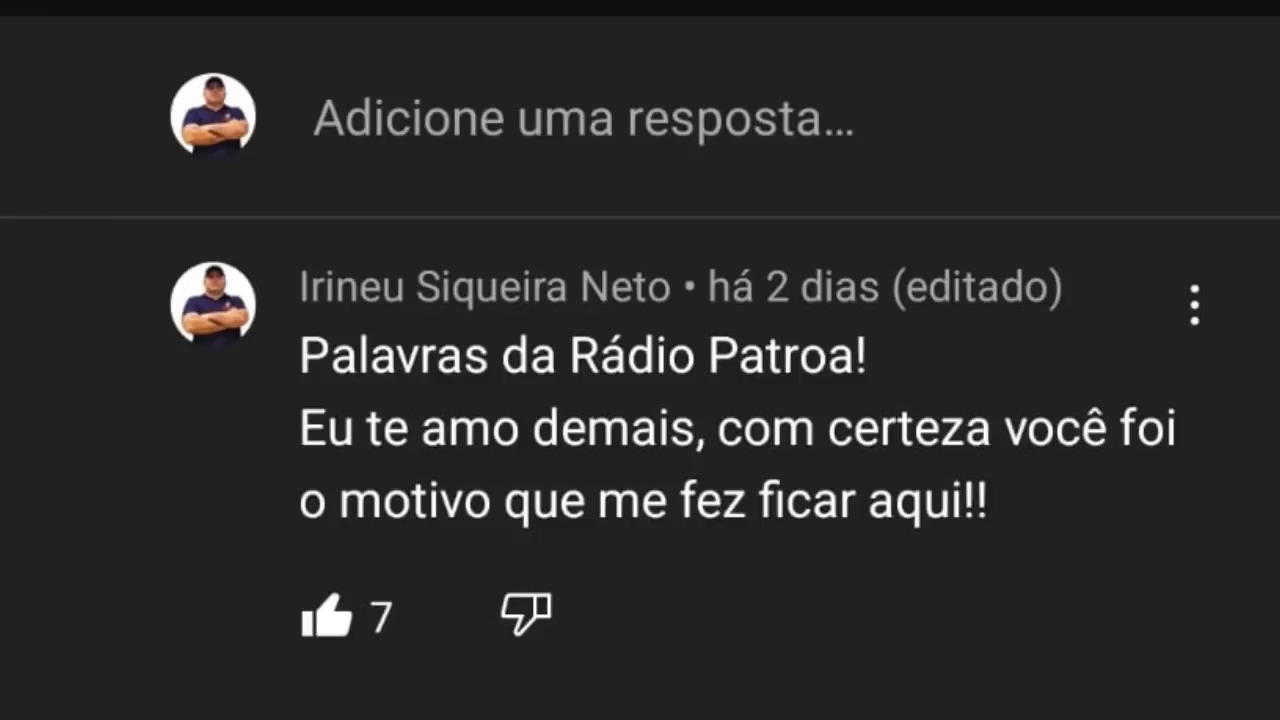 Adicione uma resposta...
Irineu Siqueira Neto • há 2 dias (editado)
Palavras da Rádio Patroa!
Eu te amo demais, com certeza você foi
o motivo que me fez ficar aqui!!
7